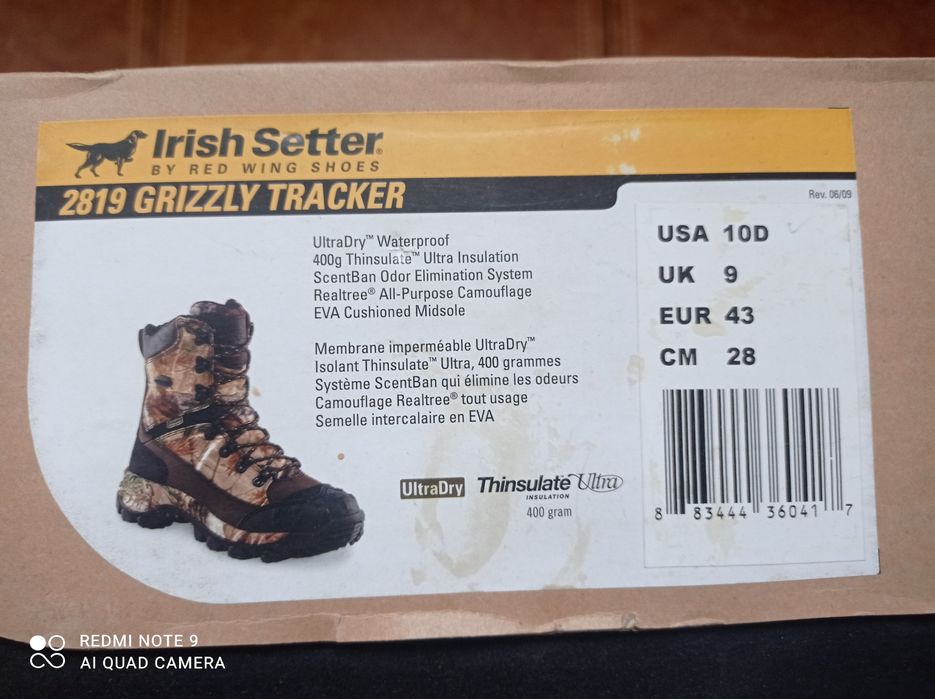 Irish Setter®
BY RED WING SHOES
2819 GRIZZLY TRACKER
Rev. 06/09
UltraDry™ Waterproof
400g Thinsulate™ Ultra Insulation
ScentBan Odor Elimination System
Realtree® All-Purpose Camouflage
EVA Cushioned Midsole
Membrane imperméable UltraDry™
Isolant Thinsulate™ Ultra, 400 grammes
Système ScentBan qui élimine les odeurs
Camouflage Realtree® tout usage
Semelle intercalaire en EVA
UltraDry
Thinsulate™ Ultra
INSULATION
400 gram
USA 10D
UK 9
EUR 43
CM 28
8 83444 36041 7
REDMI NOTE 9
AI QUAD CAMERA